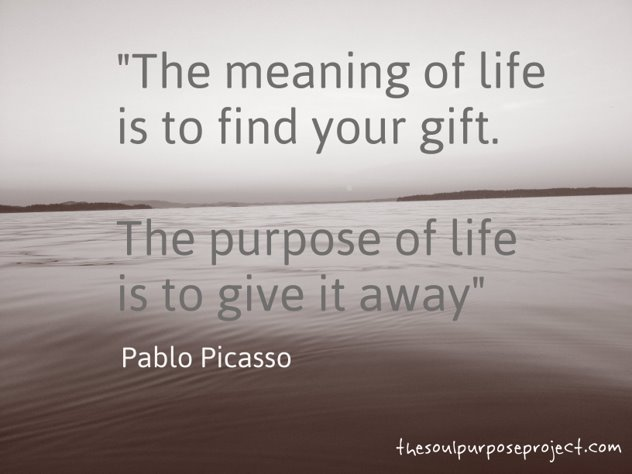 "The meaning of life
is to find your gift.
The purpose of life
is to give it away"
Pablo Picasso
thesoulpurposeproject.com